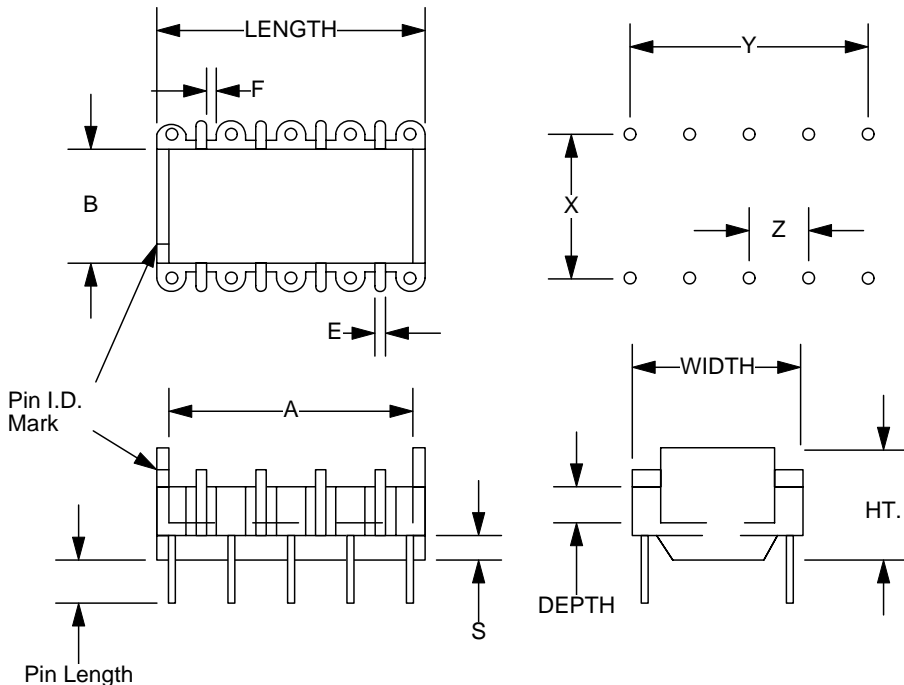 LENGTH
Y
F
B
X
Z
E
Pin I.D.
Mark
A
WIDTH
HT.
DEPTH
S
Pin Length